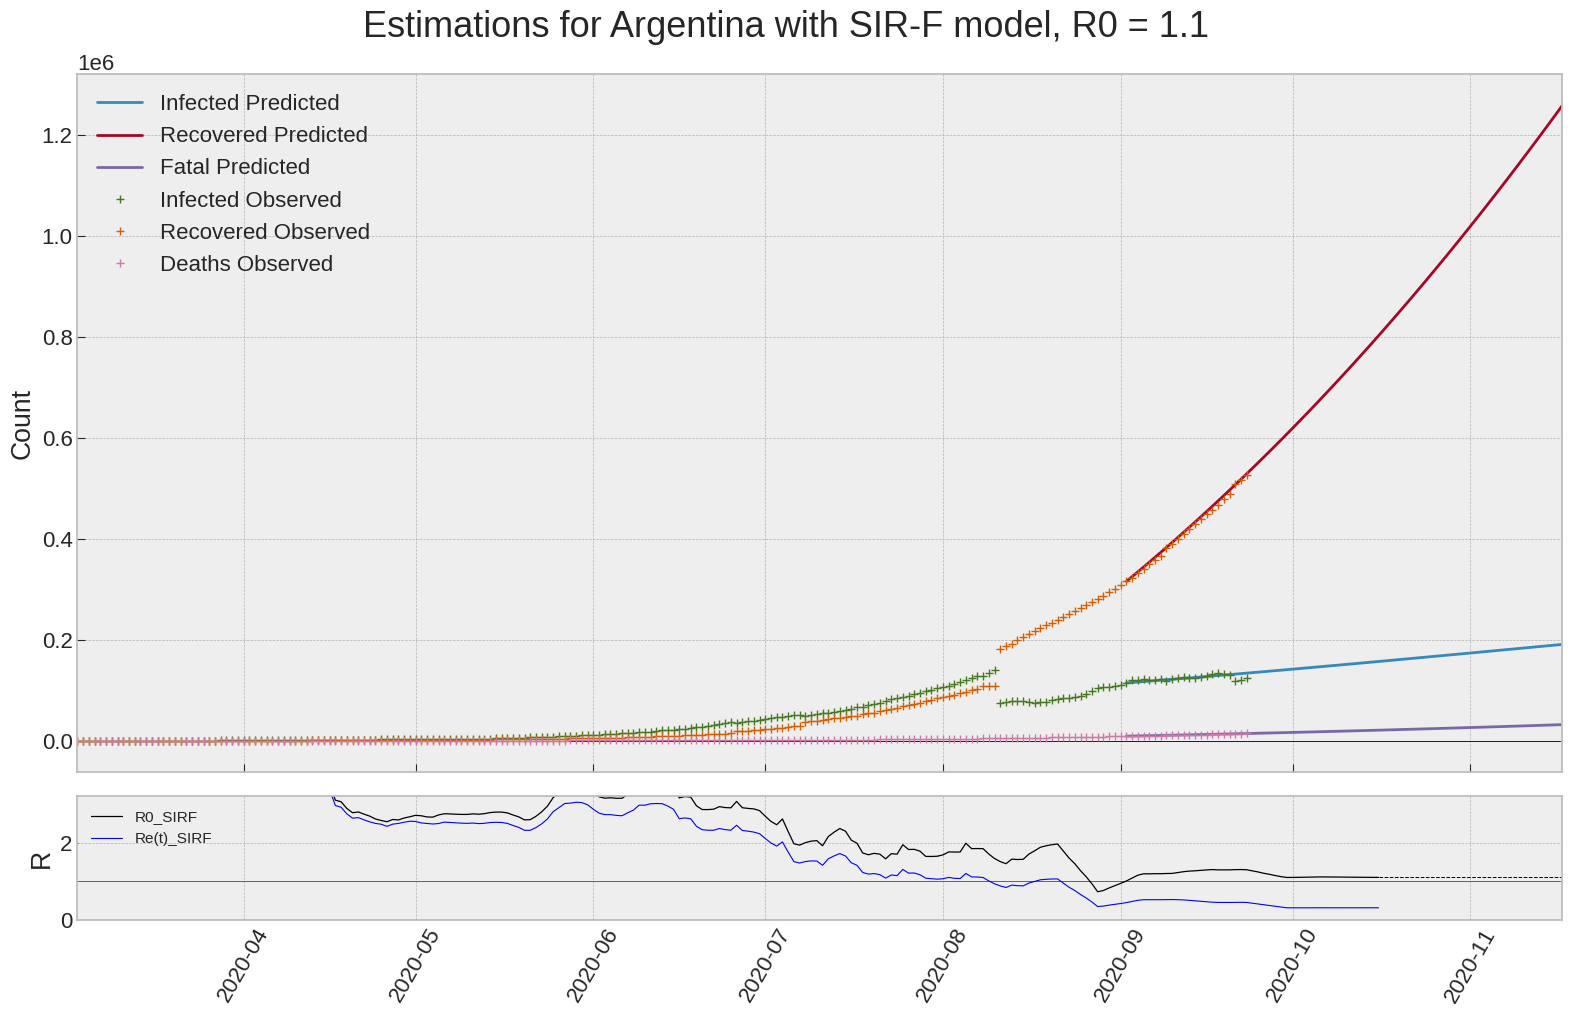 Estimations for Argentina with SIR-F model, R0 = 1.1
1e6
Infected Predicted
Recovered Predicted
Fatal Predicted
Infected Observed
Recovered Observed
Deaths Observed
1.2
1.0
0.8
0.6
0.4
0.2
0.0
Count
R0_SIRF
Re(t)_SIRF
2
0
R
2020-04
2020-05
2020-06
2020-07
2020-08
2020-09
2020-10
2020-11